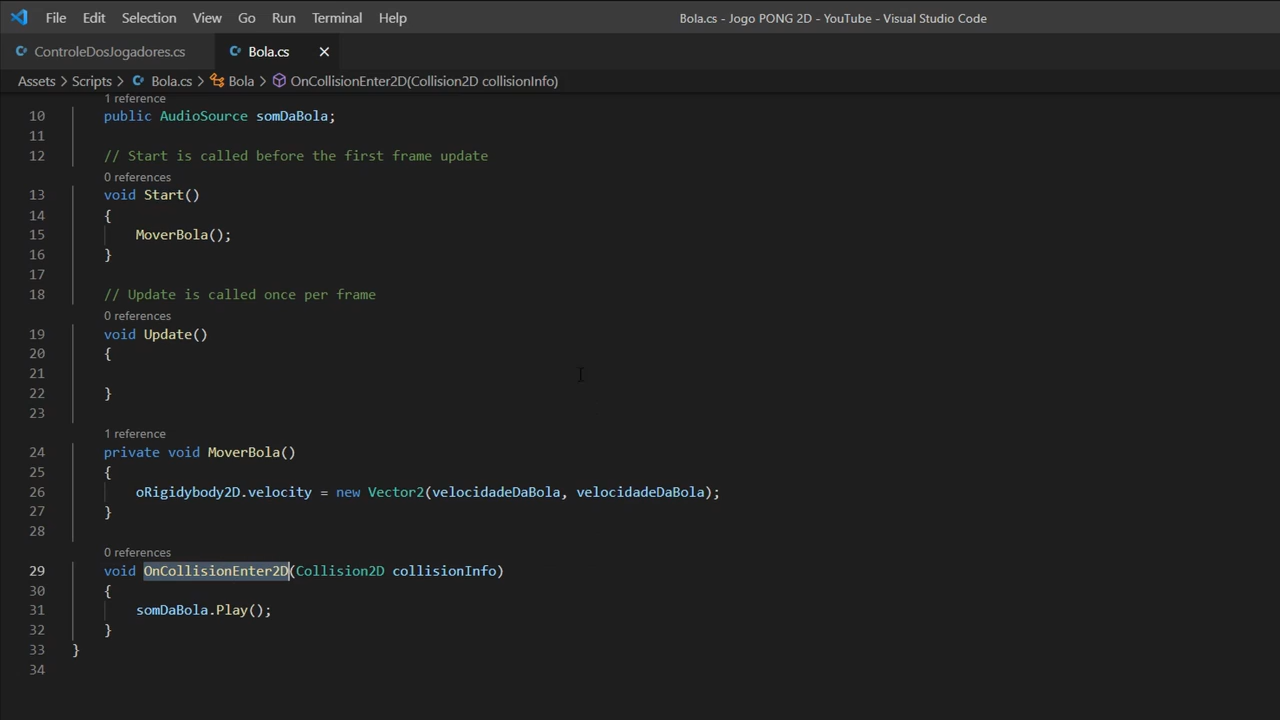 File Edit Selection View Go Run Terminal Help Bola.cs - Jogo PONG 2D - YouTube - Visual Studio Code
ControleDosJogadores.cs Bola.cs
Assets > Scripts > Bola.cs > Bola > OnCollisionEnter2D(Collision2D collisionInfo)
1 reference
10 public AudioSource somDaBola;
11
12 // Start is called before the first frame update
0 references
13 void Start()
14 {
15 MoverBola();
16 }
17
18 // Update is called once per frame
0 references
19 void Update()
20 {
21
22 }
23
1 reference
24 private void MoverBola()
25 {
26 oRigidybody2D.velocity = new Vector2(velocidadeDaBola, velocidadeDaBola);
27 }
28
0 references
29 void OnCollisionEnter2D(Collision2D collisionInfo)
30 {
31 somDaBola.Play();
32 }
33 }
34